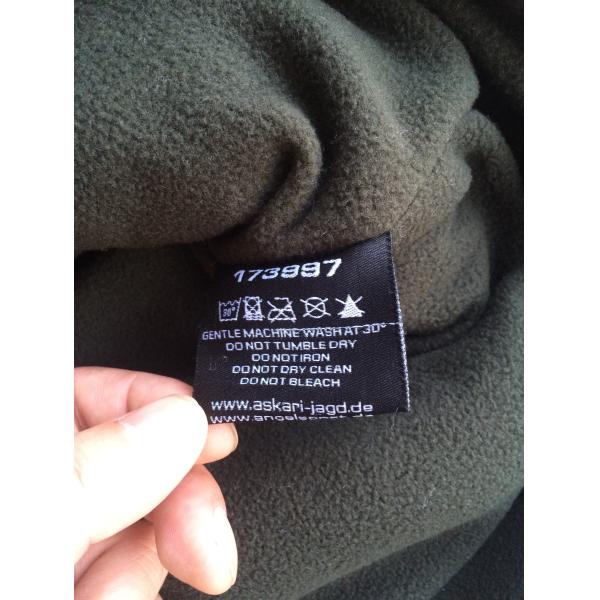 173997
30°
GENTLE MACHINE WASH AT 30°
DO NOT TUMBLE DRY
DO NOT IRON
DO NOT DRY CLEAN
DO NOT BLEACH
www.askari-jagd.de